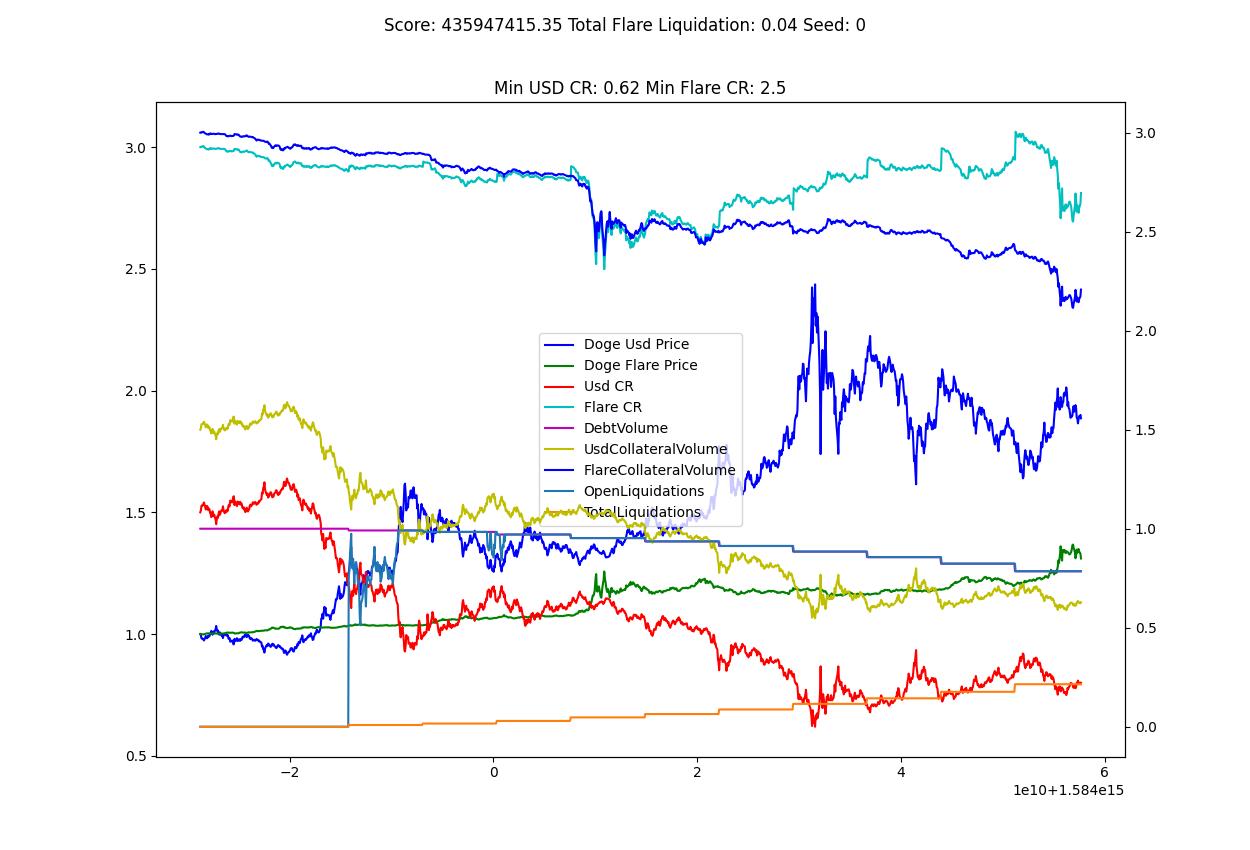 Score: 435947415.35 Total Flare Liquidation: 0.04 Seed: 0
Min USD CR: 0.62 Min Flare CR: 2.5
3.0
2.5
2.0
1.5
1.0
0.5
Doge Usd Price
Doge Flare Price
Usd CR
Flare CR
DebtVolume
UsdCollateralVolume
FlareCollateralVolume
OpenLiquidations
TotalLiquidations
3.0
2.5
2.0
1.5
1.0
0.5
0.0
−2 0 2 4 6
1e10+1.584e15